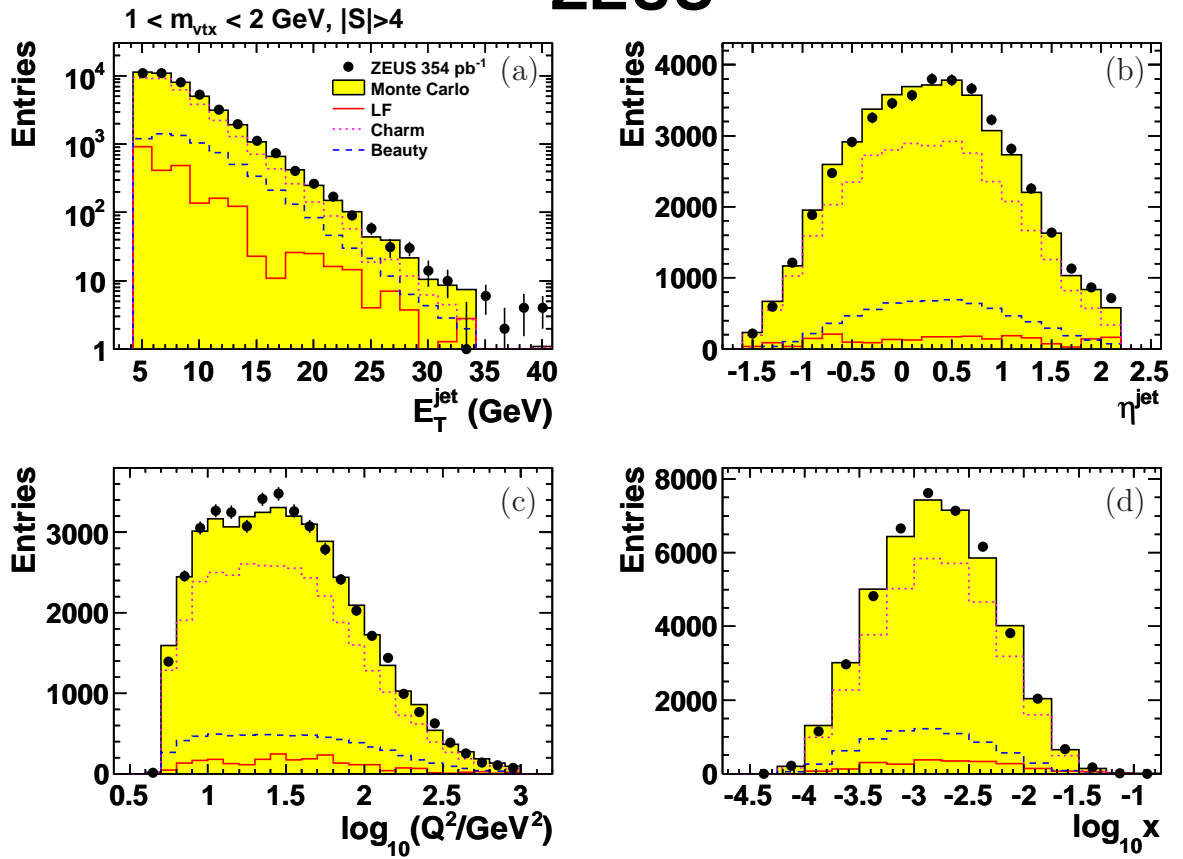 ZEUS
1 < m_vtx < 2 GeV, |S|>4
Entries
10^4
10^3
10^2
10
1
ZEUS 354 pb^-1
Monte Carlo
LF
Charm
Beauty
(a)
5 10 15 20 25 30 35 40
E_T^jet (GeV)
Entries
4000
3000
2000
1000
0
(b)
-1.5 -1 -0.5 0 0.5 1 1.5 2 2.5
η^jet
Entries
3000
2000
1000
0
(c)
0.5 1 1.5 2 2.5 3
log_10(Q^2/GeV^2)
Entries
8000
6000
4000
2000
0
(d)
-4.5 -4 -3.5 -3 -2.5 -2 -1.5 -1
log_10 x